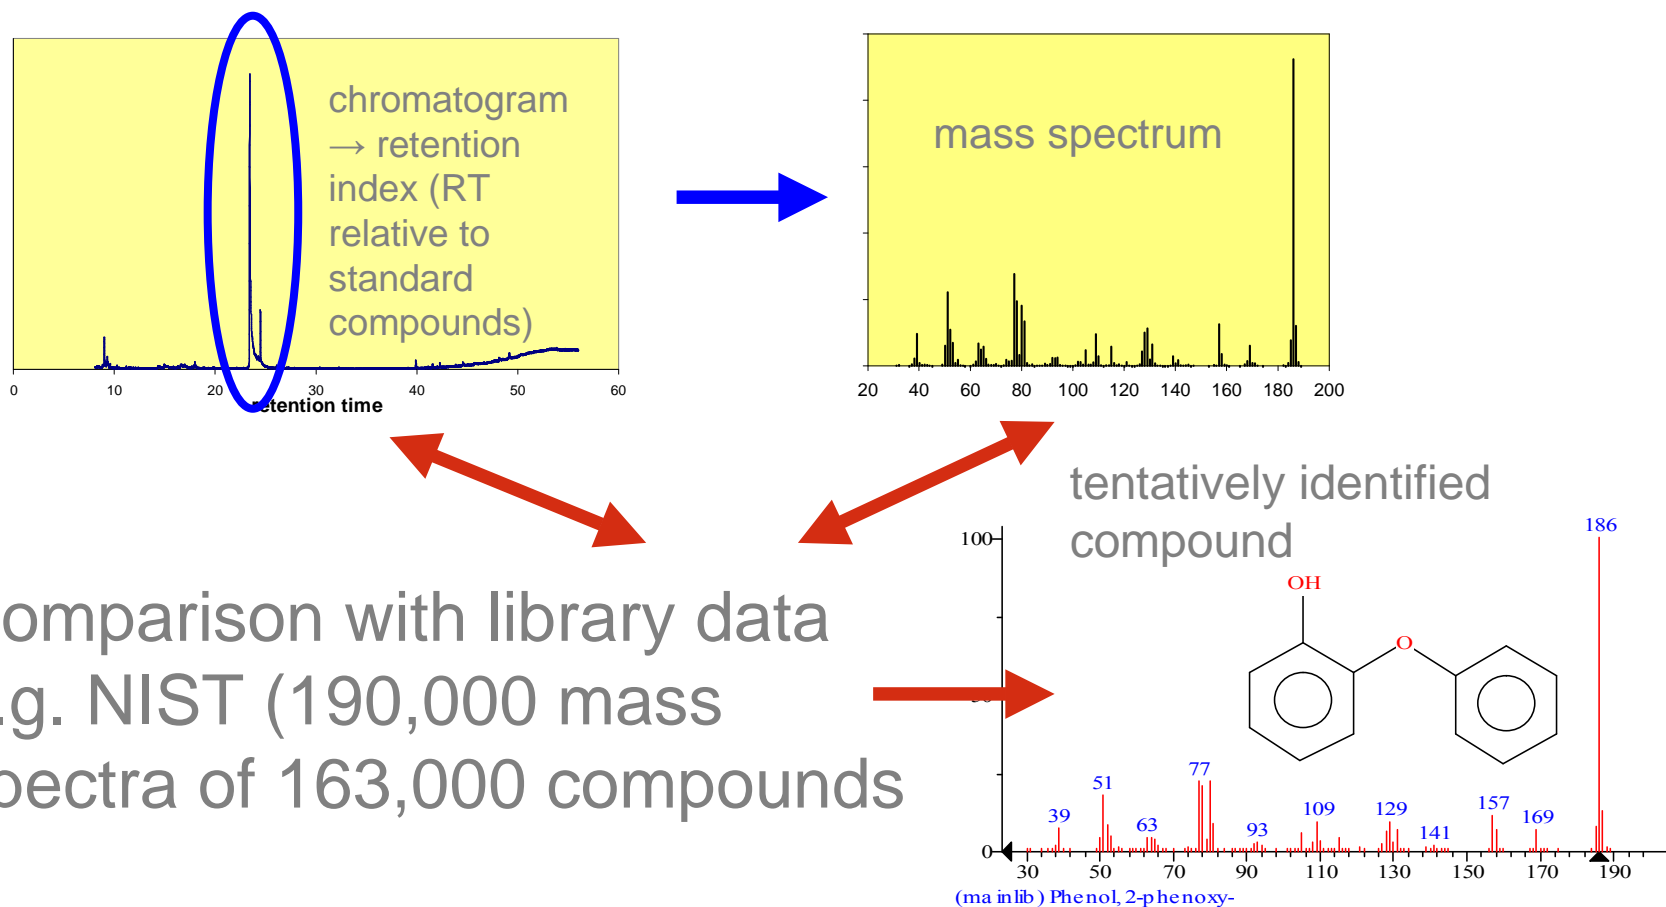 chromatogram
→ retention
index (RT
relative to
standard
compounds)
0 10 20 30 40 50 60
retention time
mass spectrum
20 40 60 80 100 120 140 160 180 200
tentatively identified
compound
omparison with library data
.g. NIST (190,000 mass
pectra of 163,000 compounds
100
0
186
OH
O
39 51 63 77 93 109 129 141 157 169
30 50 70 90 110 130 150 170 190
(mainlib) Phenol, 2-phenoxy-